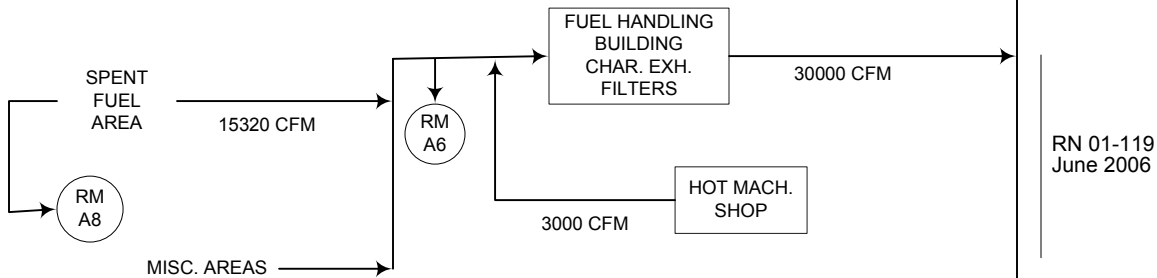 FUEL HANDLING
BUILDING
CHAR. EXH.
FILTERS
30000 CFM
SPENT
FUEL
AREA
15320 CFM
RM
A6
RN 01-119
June 2006
RM
A8
HOT MACH.
SHOP
3000 CFM
MISC. AREAS